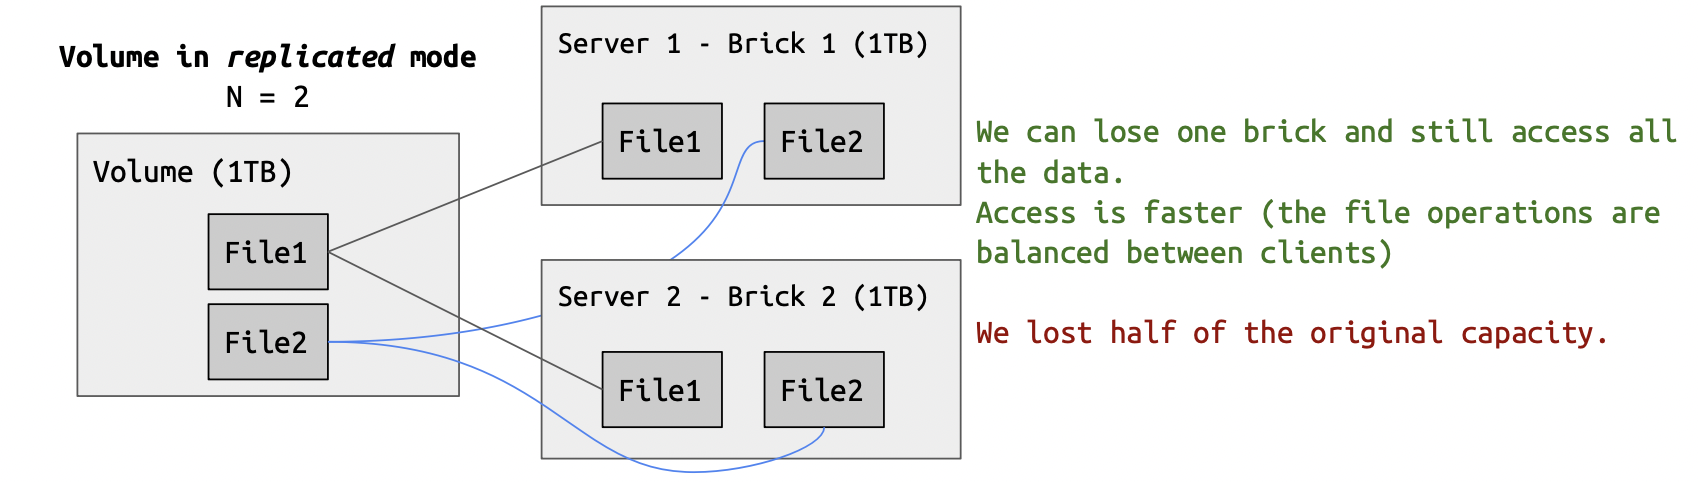 Volume in replicated mode
N = 2
Volume (1TB)
File1
File2
Server 1 - Brick 1 (1TB)
File1
File2
Server 2 - Brick 2 (1TB)
File1
File2
We can lose one brick and still access all
the data.
Access is faster (the file operations are
balanced between clients)
We lost half of the original capacity.